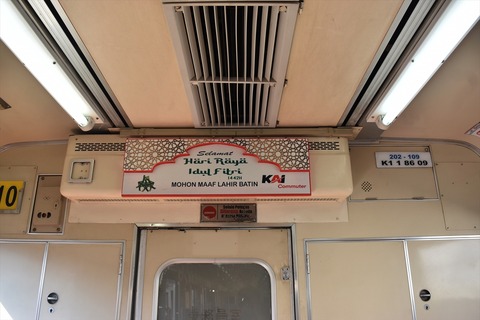 Selamat
Hari Raya
Idul Fitri
1442H
MOHON MAAF LAHIR BATIN
KAI
Commuter
202 - 109
K1 1 86 09
10